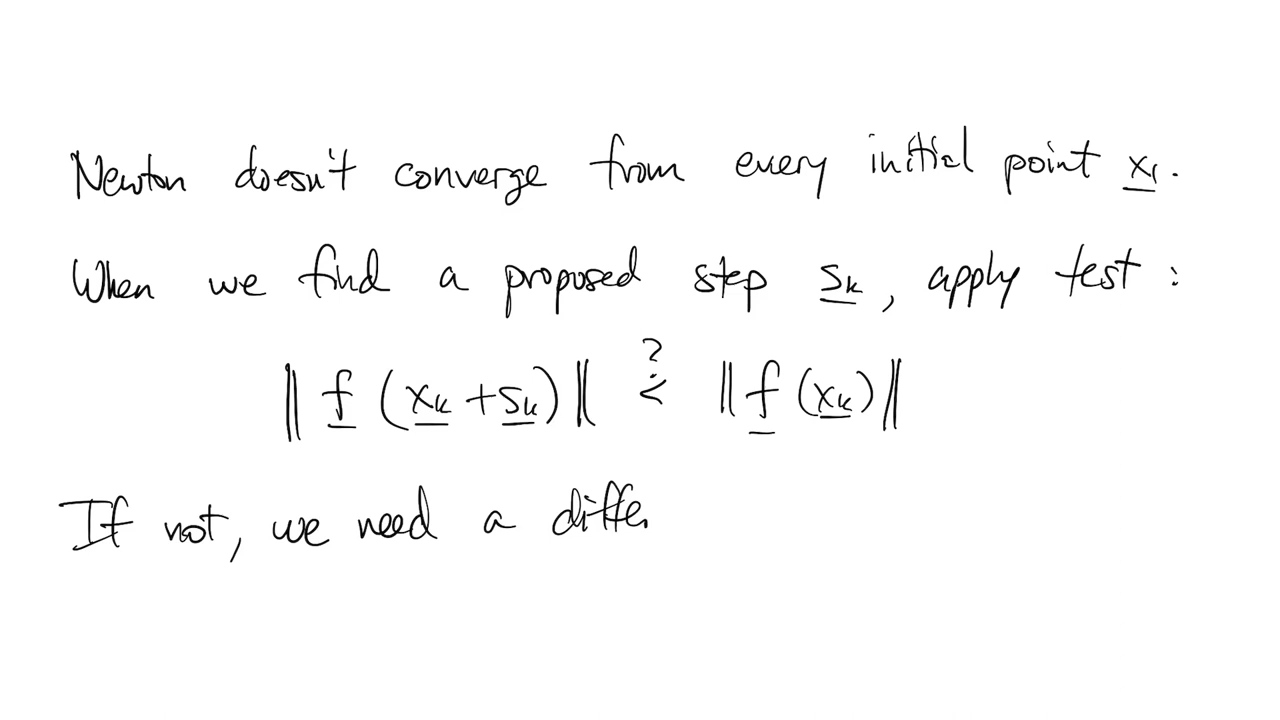 Newton doesn't converge from every initial point x₁.
When we find a proposed step sₖ, apply test:
‖f(xₖ+sₖ)‖ ?< ‖f(xₖ)‖
If not, we need a diffe